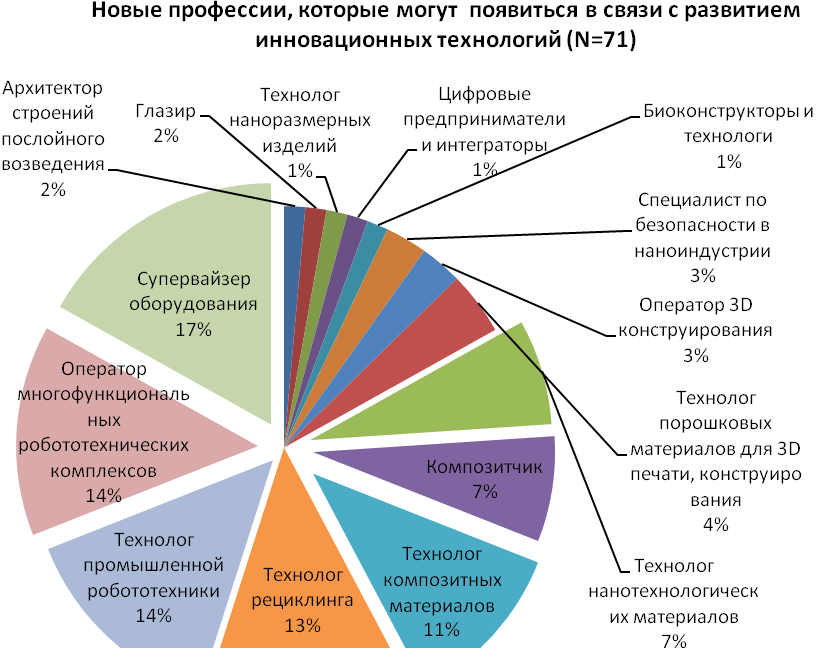 Новые профессии, которые могут появиться в связи с развитием
инновационных технологий (N=71)
Архитектор
строений
послойного
возведения
2%
Глазир
2%
Технолог
наноразмерных
изделий
1%
Цифровые
предприниматели
и интеграторы
1%
Биоконструкторы и
технологи
1%
Специалист по
безопасности в
наноиндустрии
3%
Оператор 3D
конструирования
3%
Технолог
порошковых
материалов для 3D
печати, конструиро
вания
4%
Технолог
нанотехнологическ
их материалов
7%
Композитчик
7%
Технолог
композитных
материалов
11%
Технолог
рециклинга
13%
Технолог
промышленной
робототехники
14%
Оператор
многофункциональ
ных
робототехнических
комплексов
14%
Супервайзер
оборудования
17%